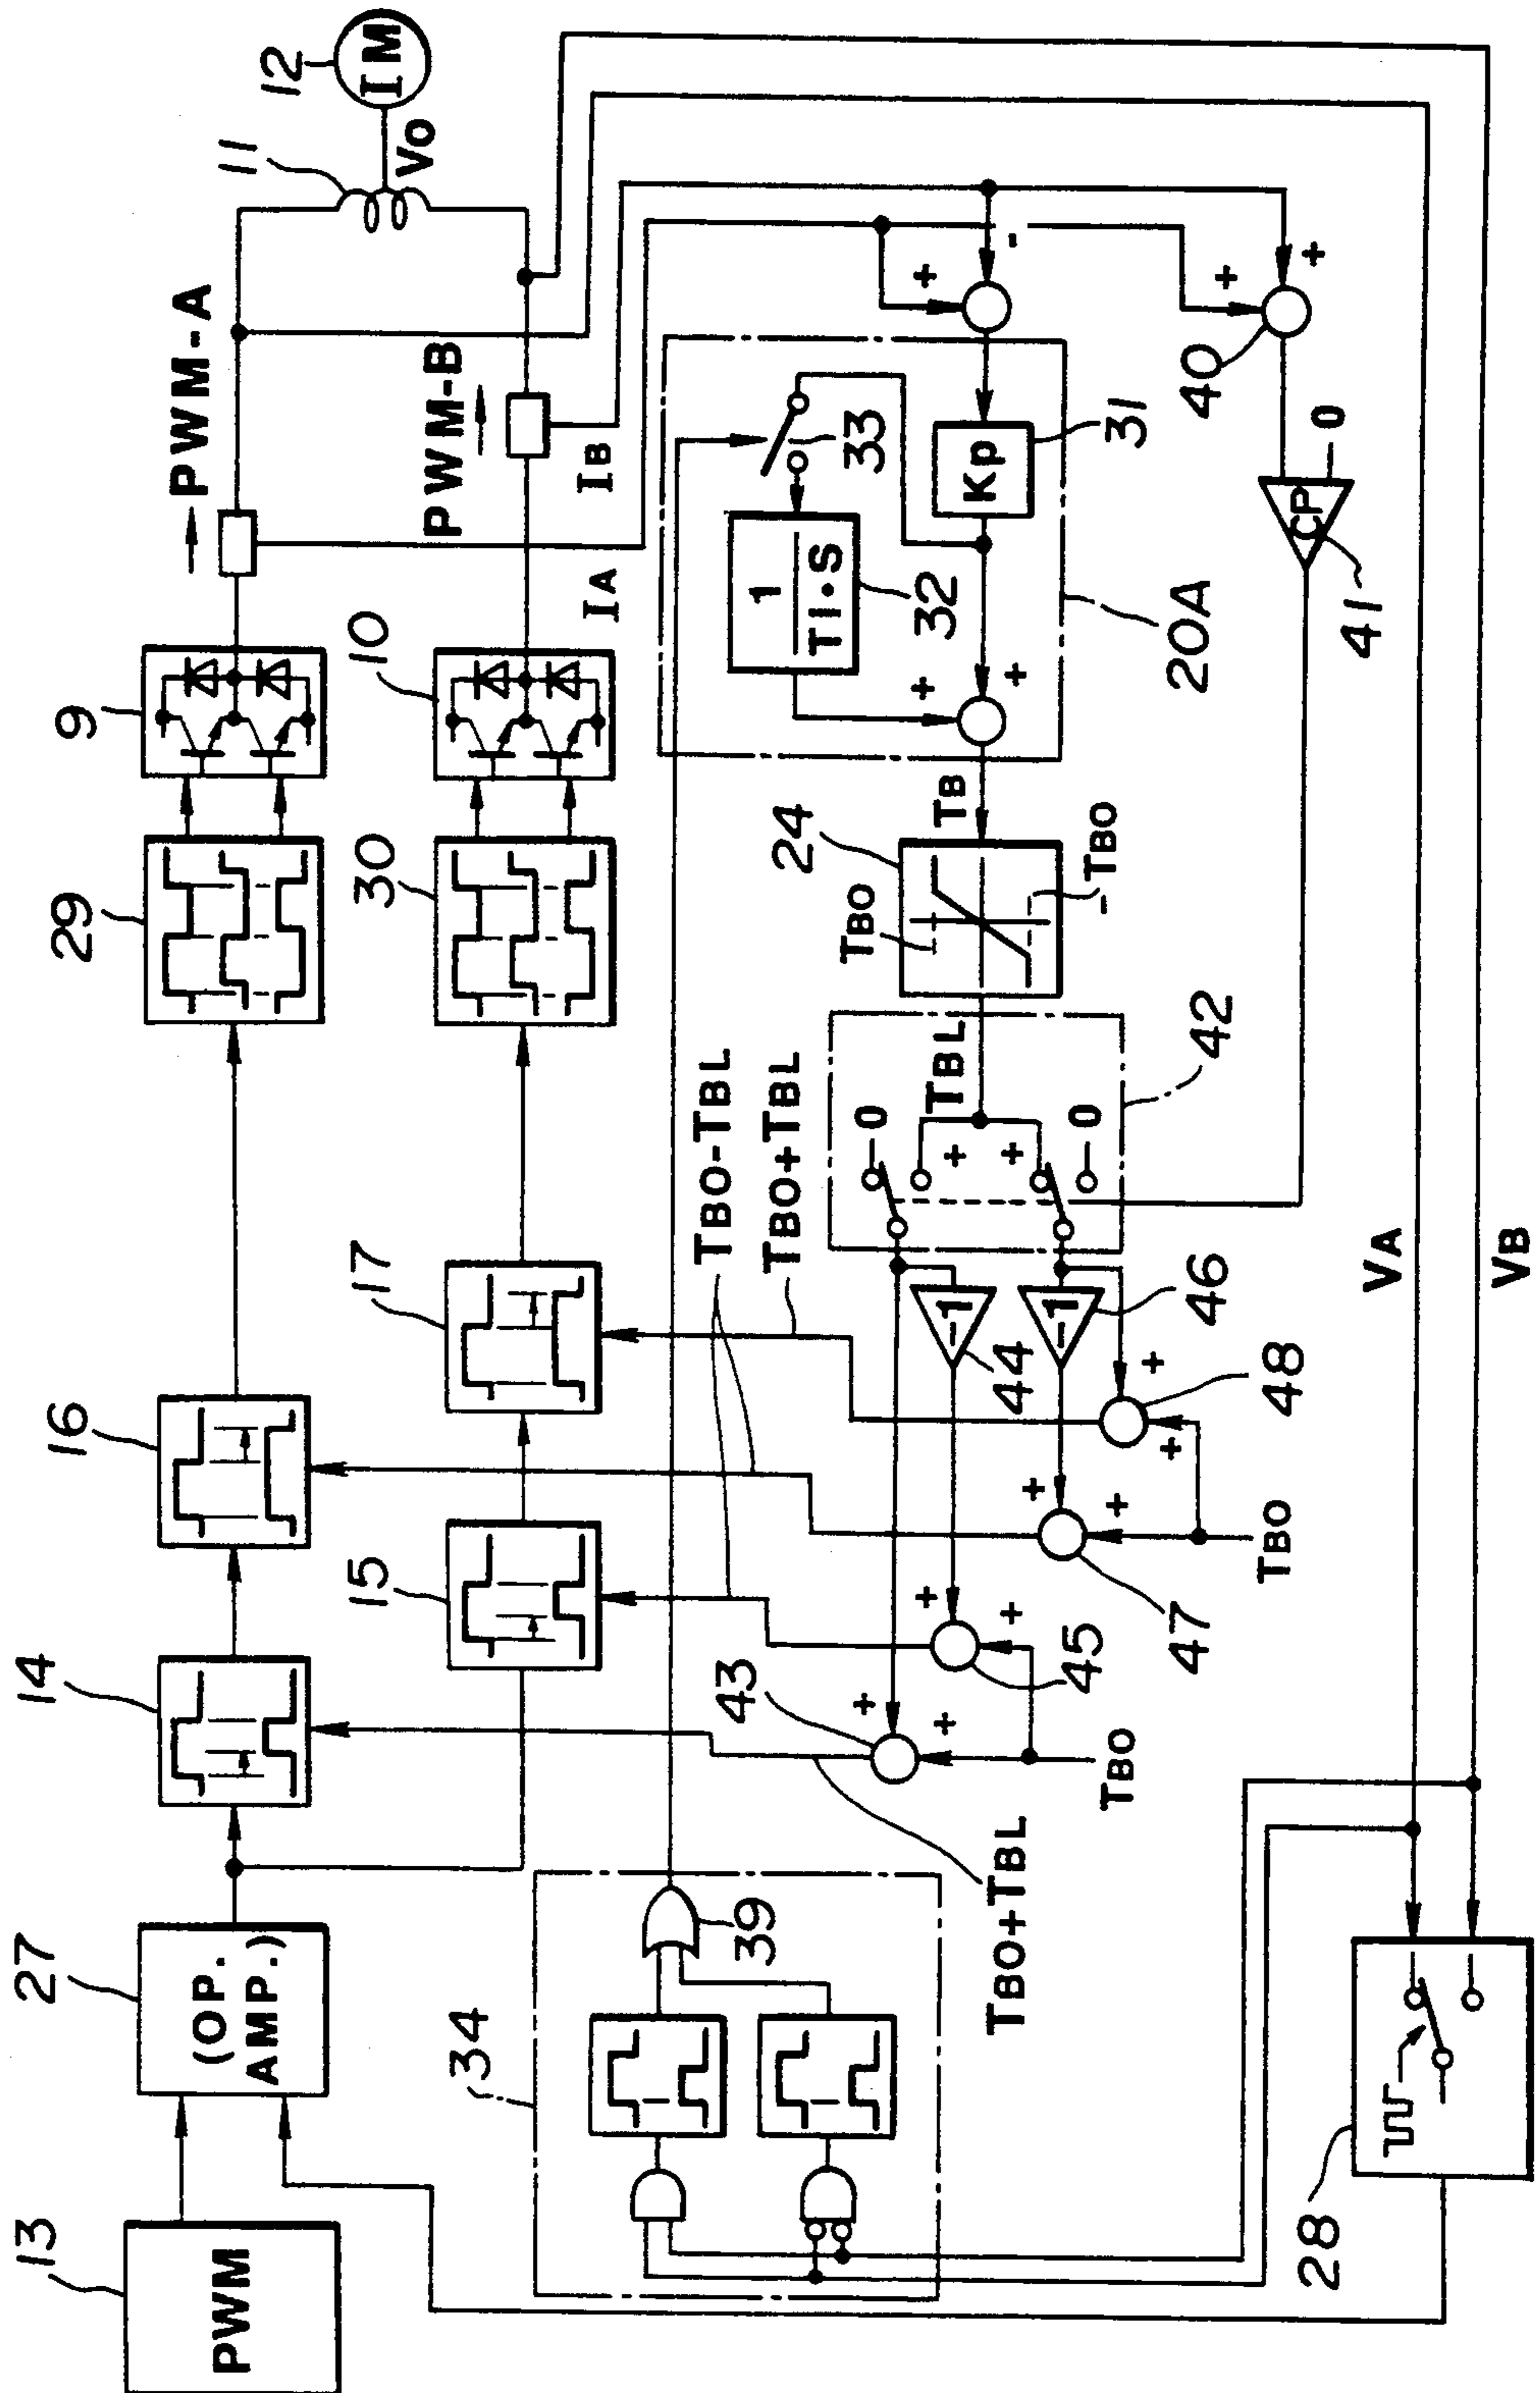 13
PWM
27
(OP.
AMP.)
14
16
29
9
PWM-A
11
12
IM
Vo
15
17
30
10
PWM-B
IB
IA
34
39
TBO-TBL
TBO+TBL
33
1
TI•S
32
Kp
31
20A
+
-
+
+
TB
24
TBO
-TBO
TBL
42
0
+
+
0
-1
44
-1
46
43
+
+
45
+
+
47
+
+
48
+
+
TBO
TBO
TBO+TBL
40
+
+
CP
0
41
VA
VB
28